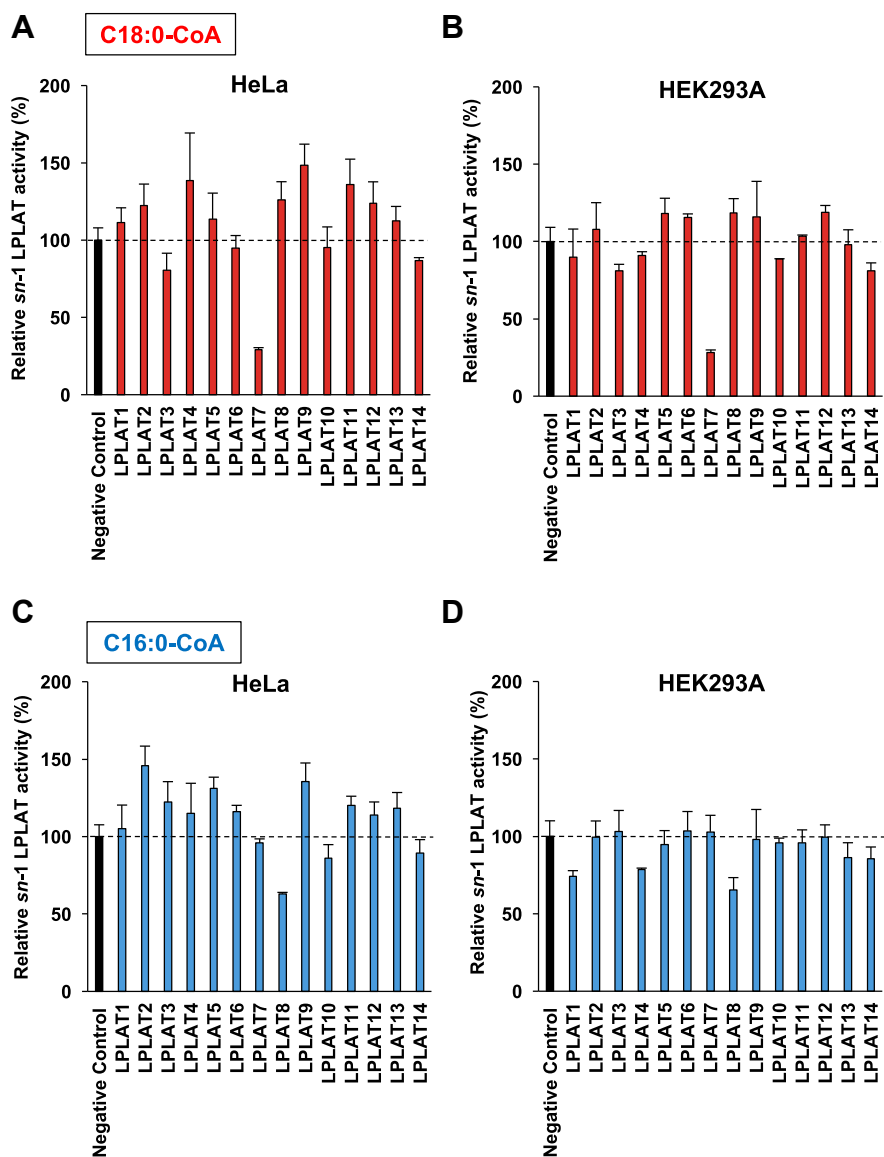 A
C18:0-CoA
HeLa
Relative sn-1 LPLAT activity (%)
200
150
100
50
0
Negative Control
LPLAT1
LPLAT2
LPLAT3
LPLAT4
LPLAT5
LPLAT6
LPLAT7
LPLAT8
LPLAT9
LPLAT10
LPLAT11
LPLAT12
LPLAT13
LPLAT14
B
HEK293A
Relative sn-1 LPLAT activity (%)
200
150
100
50
0
Negative Control
LPLAT1
LPLAT2
LPLAT3
LPLAT4
LPLAT5
LPLAT6
LPLAT7
LPLAT8
LPLAT9
LPLAT10
LPLAT11
LPLAT12
LPLAT13
LPLAT14
C
C16:0-CoA
HeLa
Relative sn-1 LPLAT activity (%)
200
150
100
50
0
Negative Control
LPLAT1
LPLAT2
LPLAT3
LPLAT4
LPLAT5
LPLAT6
LPLAT7
LPLAT8
LPLAT9
LPLAT10
LPLAT11
LPLAT12
LPLAT13
LPLAT14
D
HEK293A
Relative sn-1 LPLAT activity (%)
200
150
100
50
0
Negative Control
LPLAT1
LPLAT2
LPLAT3
LPLAT4
LPLAT5
LPLAT6
LPLAT7
LPLAT8
LPLAT9
LPLAT10
LPLAT11
LPLAT12
LPLAT13
LPLAT14